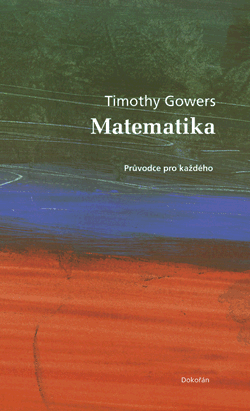 Timothy Gowers
Matematika
Průvodce pro každého
Dokořán